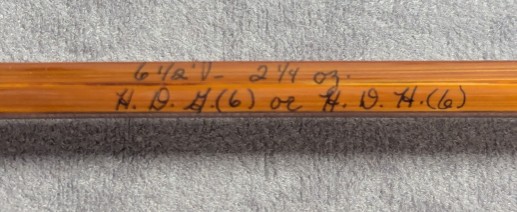 6 1/2' V- 2 1/4 oz.
H. D. G.(6) or H. D. H.(6)